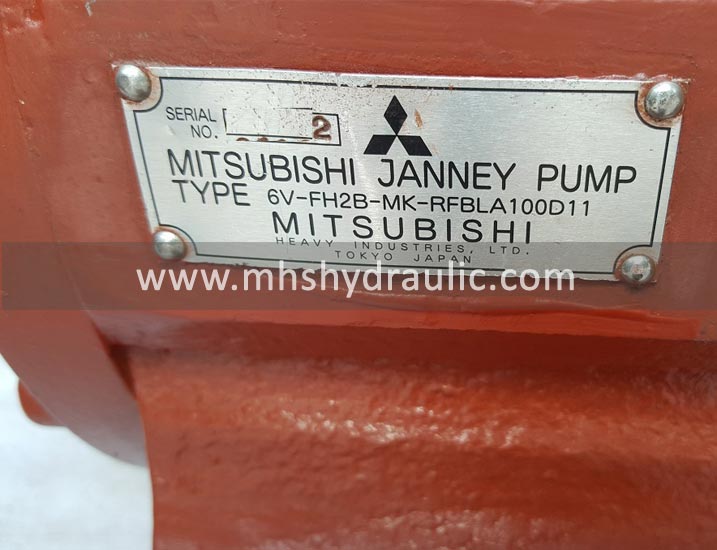 SERIAL
NO. 2
MITSUBISHI JANNEY PUMP
TYPE 6V-FH2B-MK-RFBLA100D11
MITSUBISHI
HEAVY INDUSTRIES, LTD.
TOKYO JAPAN
www.mhshydraulic.com